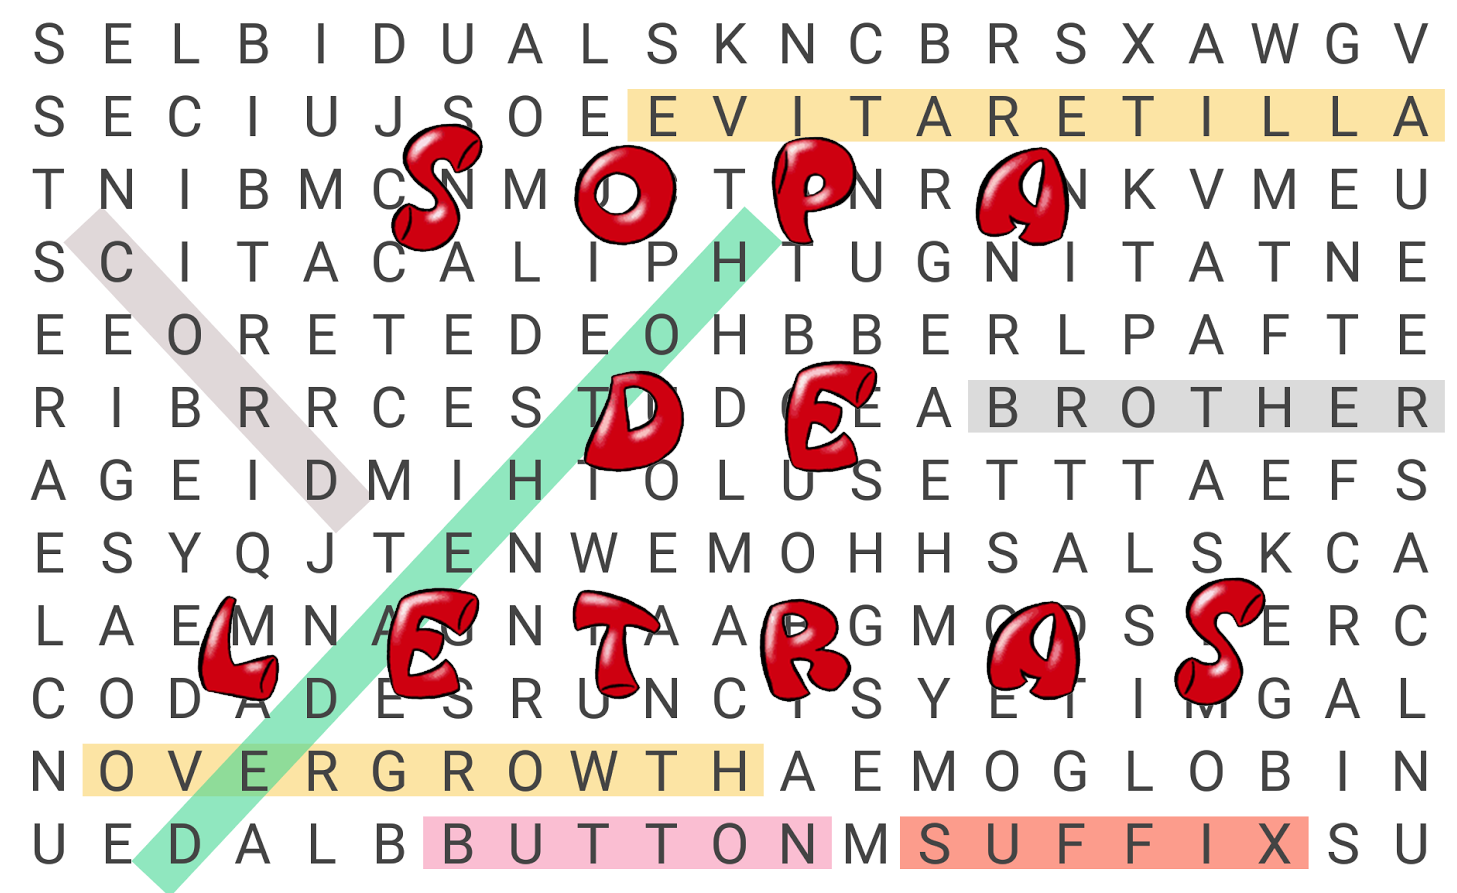 S E L B I D U A L S K N C B R S X A W G V
S E C I U J S O E E V I T A R E T I L L A
SOPA
T N I B M C N M T N R N K V M E U
S C I T A C A L I P H T U G N I T A T N E
E E O R E T E D E O H B B E R L P A F T E
DE
R I B R R C E S T D E A B R O T H E R
A G E I D M I H T O L U S E T T T A E F S
E S Y Q J T E N W E M O H H S A L S K C A
LETRAS
L A E M N A G N A A G M S E R C
C O D A D E S R U N C I S Y E T I M G A L
N O V E R G R O W T H A E M O G L O B I N
U E D A L B B U T T O N M S U F F I X S U